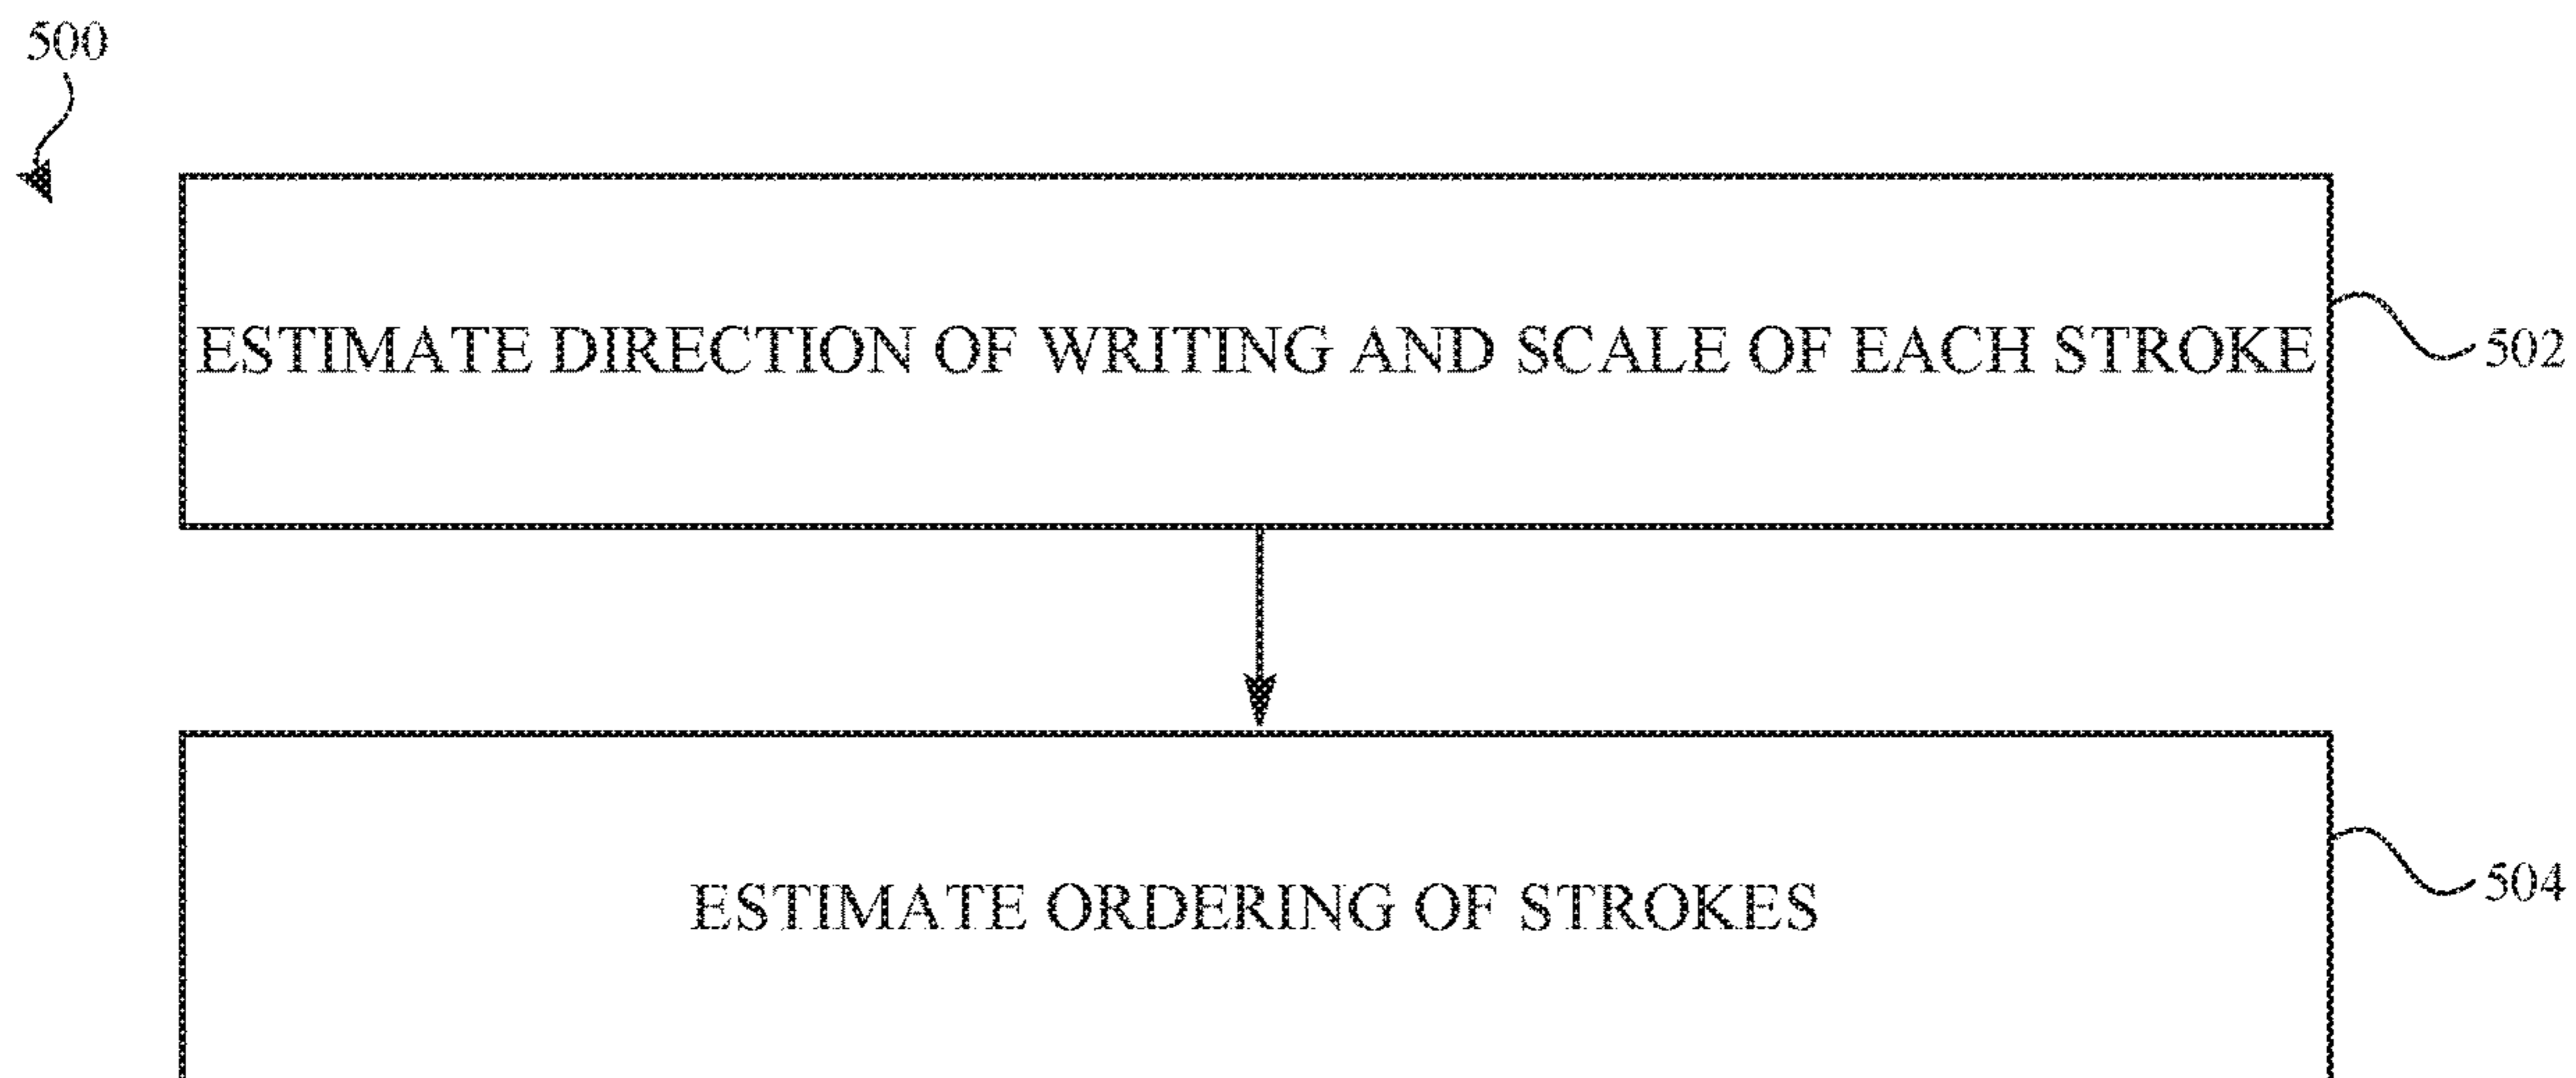 500
ESTIMATE DIRECTION OF WRITING AND SCALE OF EACH STROKE
502
ESTIMATE ORDERING OF STROKES
504